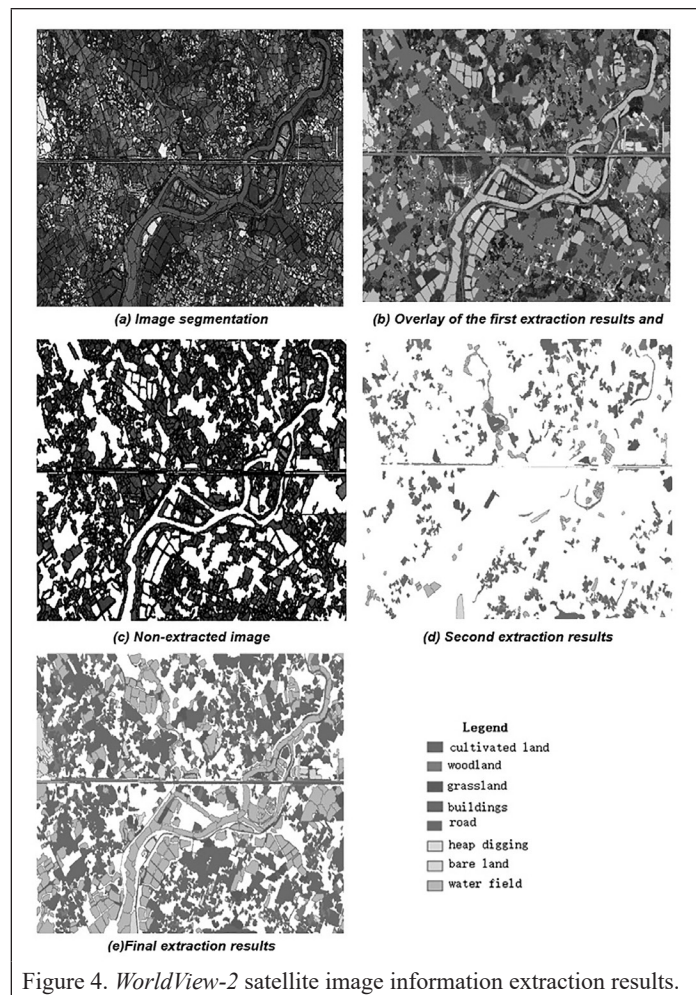 (a) Image segmentation
(b) Overlay of the first extraction results and
(c) Non-extracted image
(d) Second extraction results
(e)Final extraction results
Legend
cultivated land
woodland
grassland
buildings
road
heap digging
bare land
water field
Figure 4. WorldView-2 satellite image information extraction results.